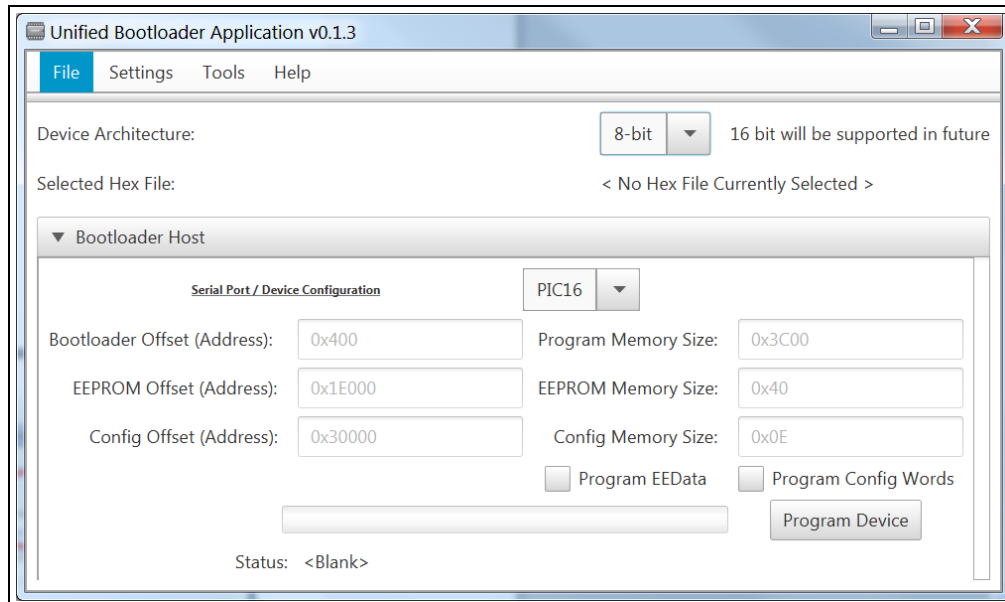 Unified Bootloader Application v0.1.3
File Settings Tools Help
Device Architecture: 8-bit 16 bit will be supported in future
Selected Hex File: < No Hex File Currently Selected >
Bootloader Host
Serial Port / Device Configuration PIC16
Bootloader Offset (Address): 0x400 Program Memory Size: 0x3C00
EEPROM Offset (Address): 0x1E000 EEPROM Memory Size: 0x40
Config Offset (Address): 0x30000 Config Memory Size: 0x0E
Program EEData Program Config Words
Program Device
Status: <Blank>